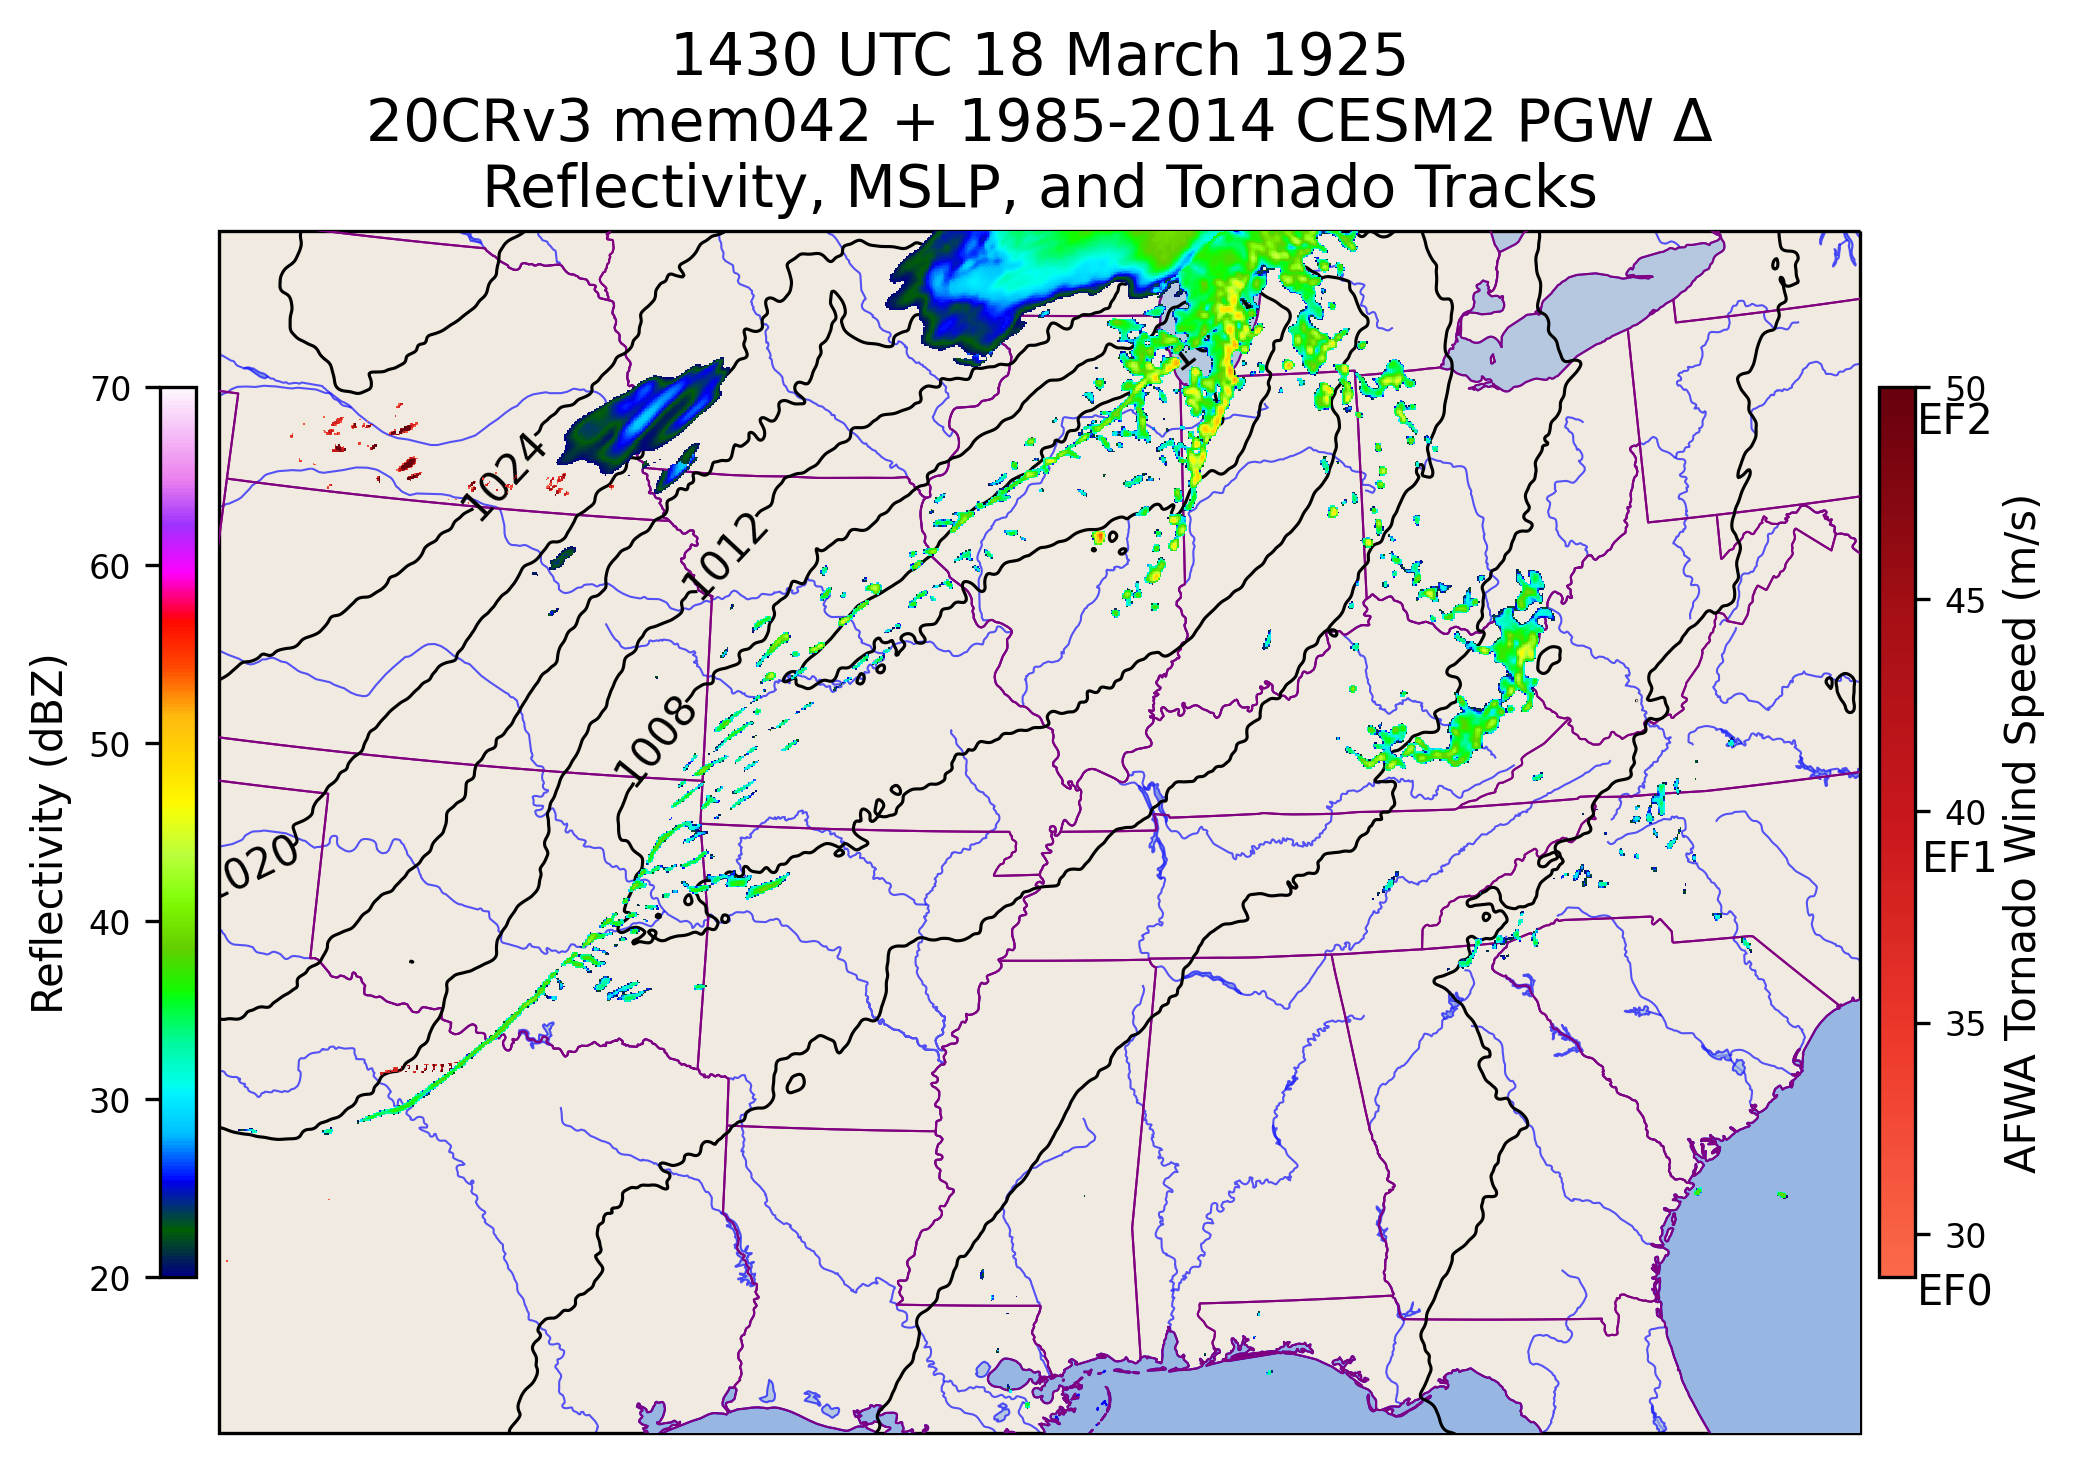 1430 UTC 18 March 1925
20CRv3 mem042 + 1985-2014 CESM2 PGW Δ
Reflectivity, MSLP, and Tornado Tracks
70
60
50
40
30
20
Reflectivity (dBZ)
1024
1012
1008
1020
50
EF2
45
40
EF1
35
30
EF0
AFWA Tornado Wind Speed (m/s)